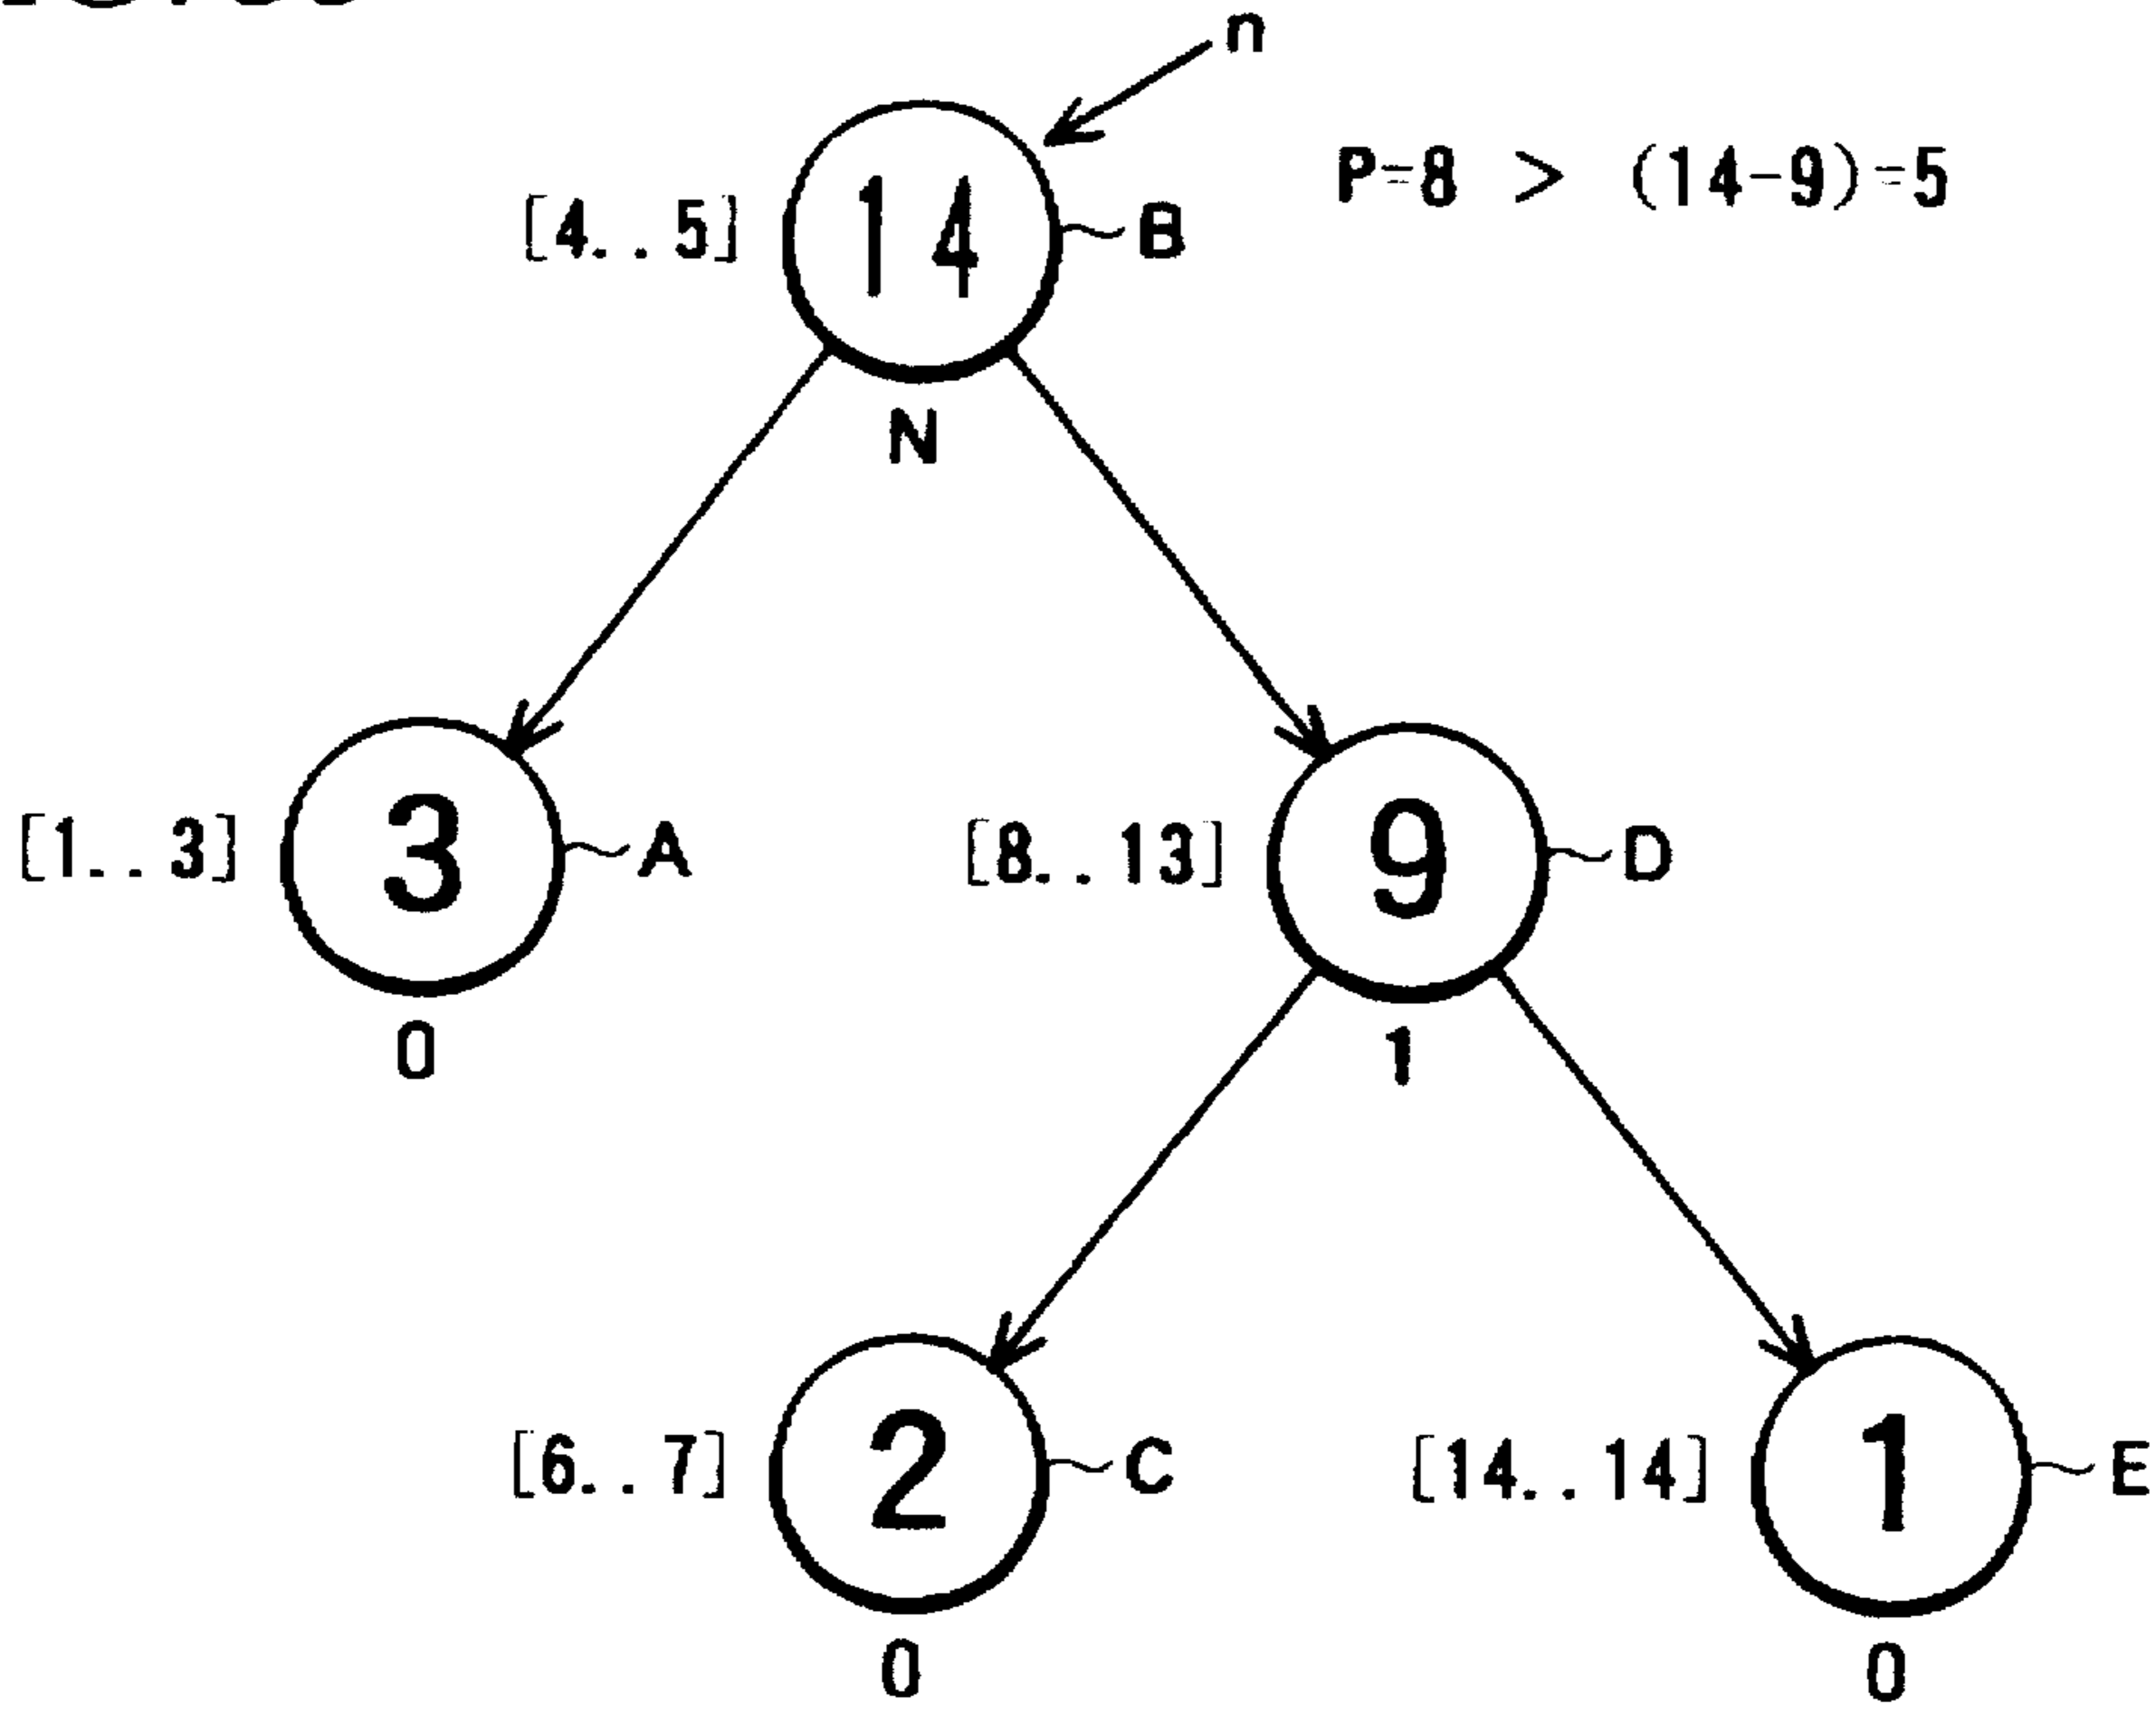 n
P=8 > (14-9)=5
[4..5] 14 B
N
[1..3] 3 A
[8..13] 9 D
0
1
[6..7] 2 C
[14..14] 1 E
0
0